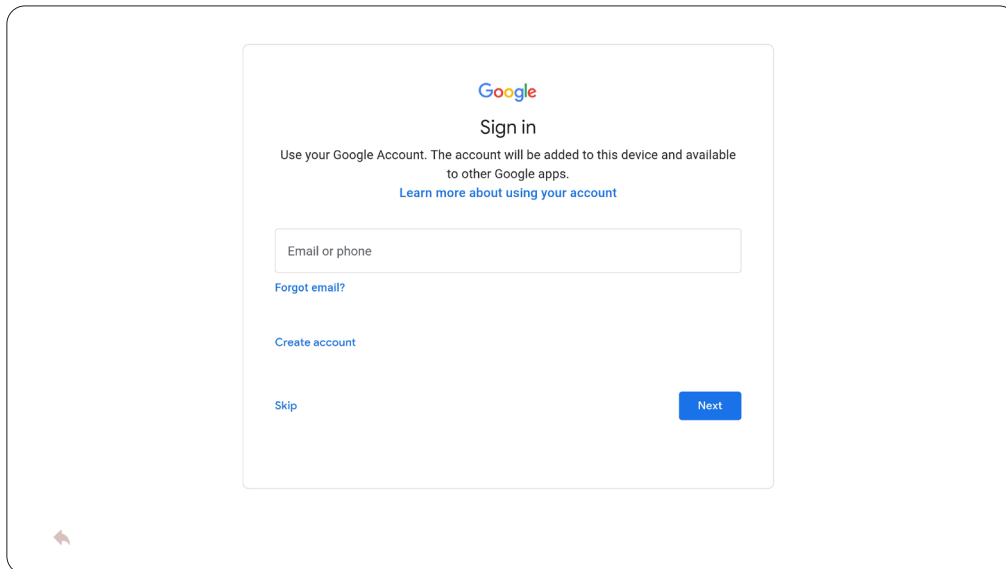 Google
Sign in
Use your Google Account. The account will be added to this device and available
to other Google apps.
Learn more about using your account
Email or phone
Forgot email?
Create account
Skip
Next